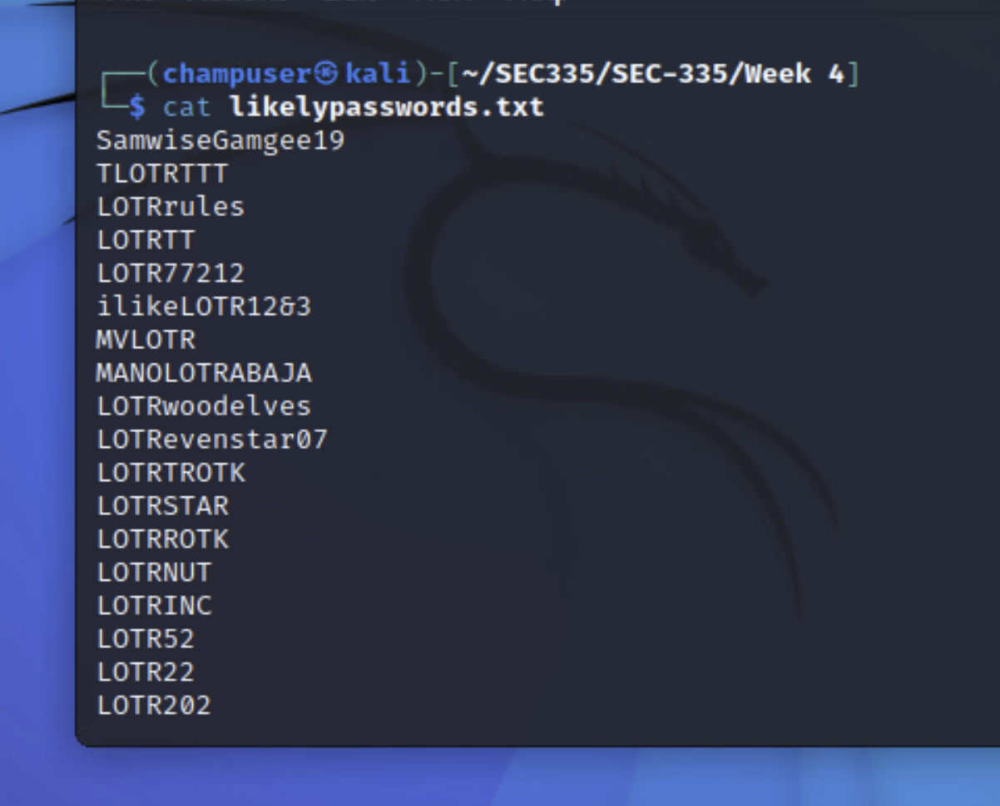 ┌──(champuser㉿kali)-[~/SEC335/SEC-335/Week 4]
└─$ cat likelypasswords.txt
SamwiseGamgee19
TLOTRTTT
LOTRrules
LOTRTT
LOTR77212
ilikeLOTR12&3
MVLOTR
MANOLOTRABAJA
LOTRwoodelves
LOTRevenstar07
LOTRTROTK
LOTRSTAR
LOTRROTK
LOTRNUT
LOTRINC
LOTR52
LOTR22
LOTR202